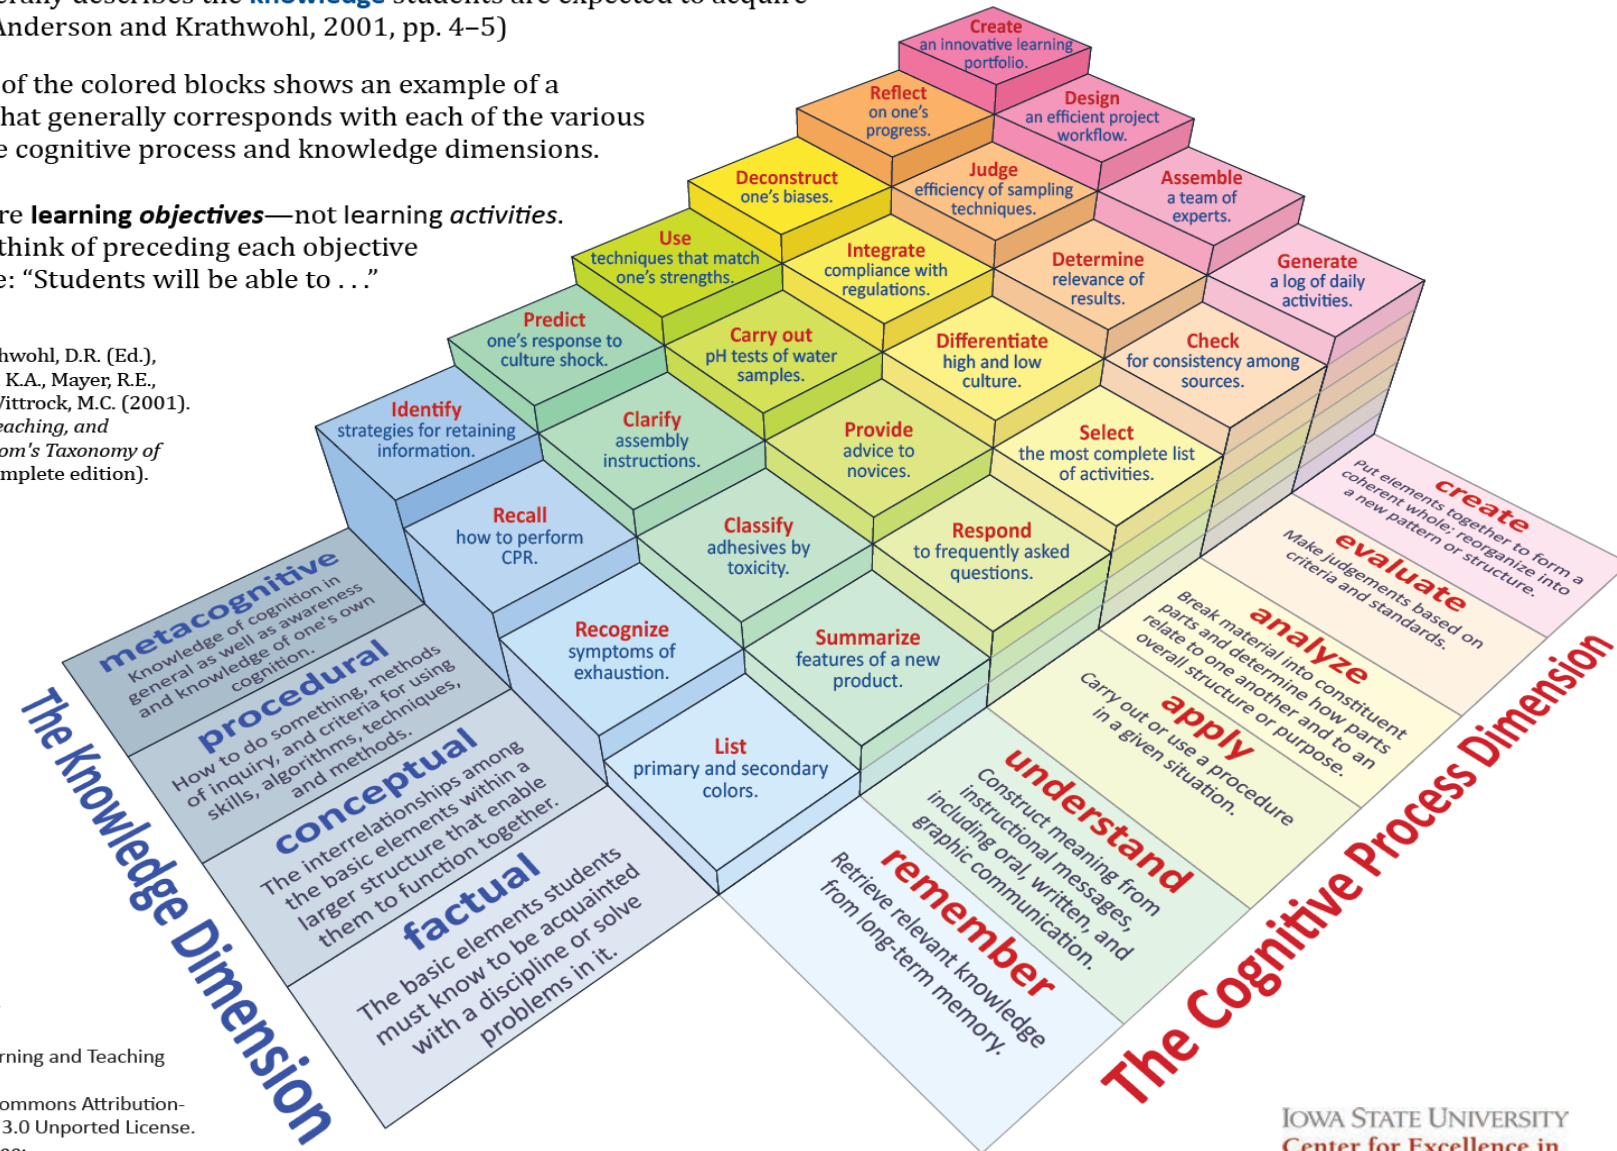 erally describes the knowledge students are expected to acquire
Anderson and Krathwohl, 2001, pp. 4–5)
of the colored blocks shows an example of a
hat generally corresponds with each of the various
e cognitive process and knowledge dimensions.
re learning objectives—not learning activities.
think of preceding each objective
e: “Students will be able to . . .”
hwohl, D.R. (Ed.),
K.A., Mayer, R.E.,
Wittrock, M.C. (2001).
eaching, and
om's Taxonomy of
mplete edition).
Create
an innovative learning
portfolio.
Reflect
on one’s
progress.
Design
an efficient project
workflow.
Deconstruct
one’s biases.
Judge
efficiency of sampling
techniques.
Assemble
a team of
experts.
Use
techniques that match
one’s strengths.
Integrate
compliance with
regulations.
Determine
relevance of
results.
Generate
a log of daily
activities.
Predict
one’s response to
culture shock.
Carry out
pH tests of water
samples.
Differentiate
high and low
culture.
Check
for consistency among
sources.
Identify
strategies for retaining
information.
Clarify
assembly
instructions.
Provide
advice to
novices.
Select
the most complete list
of activities.
Recall
how to perform
CPR.
Classify
adhesives by
toxicity.
Respond
to frequently asked
questions.
Recognize
symptoms of
exhaustion.
Summarize
features of a new
product.
List
primary and secondary
colors.
metacognitive
Knowledge of cognition in
general as well as awareness
and knowledge of one’s own
cognition.
procedural
How to do something, methods
of inquiry, and criteria for using
skills, algorithms, techniques,
and methods.
conceptual
The interrelationships among
the basic elements within a
larger structure that enable
them to function together.
factual
The basic elements students
must know to be acquainted
with a discipline or solve
problems in it.
The Knowledge Dimension
create
Put elements together to form a
coherent whole; reorganize into
a new pattern or structure.
evaluate
Make judgements based on
criteria and standards.
analyze
Break material into constituent
parts and determine how parts
relate to one another and to an
overall structure or purpose.
apply
Carry out or use a procedure
in a given situation.
understand
Construct meaning from
instructional messages,
including oral, written, and
graphic communication.
remember
Retrieve relevant knowledge
from long-term memory.
The Cognitive Process Dimension
rning and Teaching
ommons Attribution-
3.0 Unported License.
IOWA STATE UNIVERSITY
Center for Excellence in